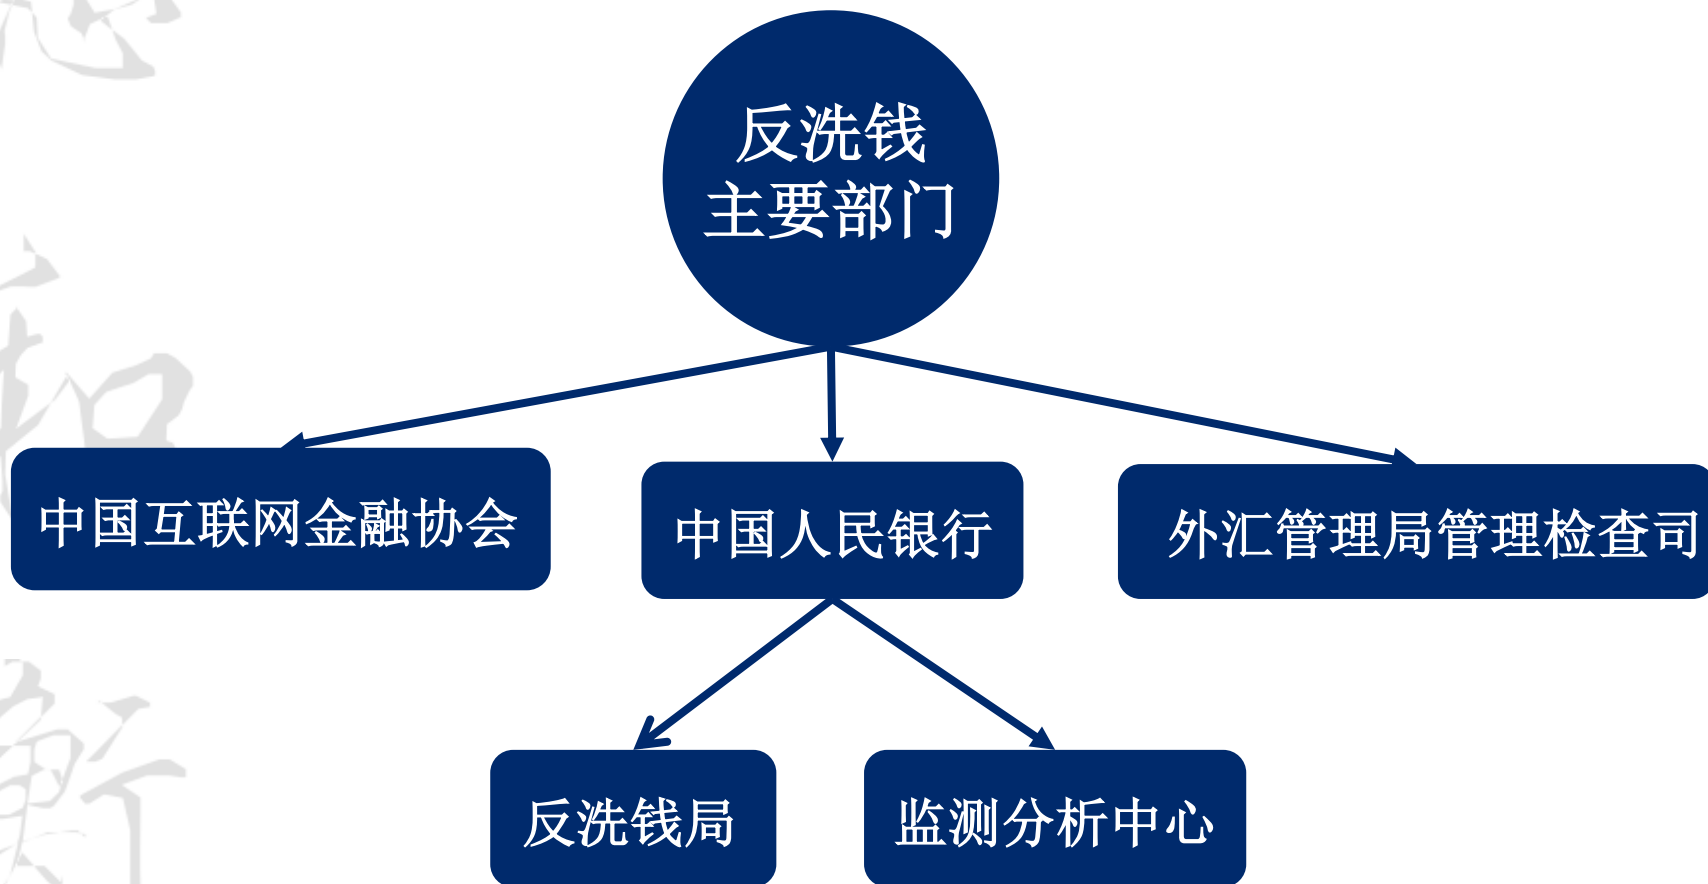 反洗钱
主要部门
中国互联网金融协会
中国人民银行
外汇管理局管理检查司
反洗钱局
监测分析中心